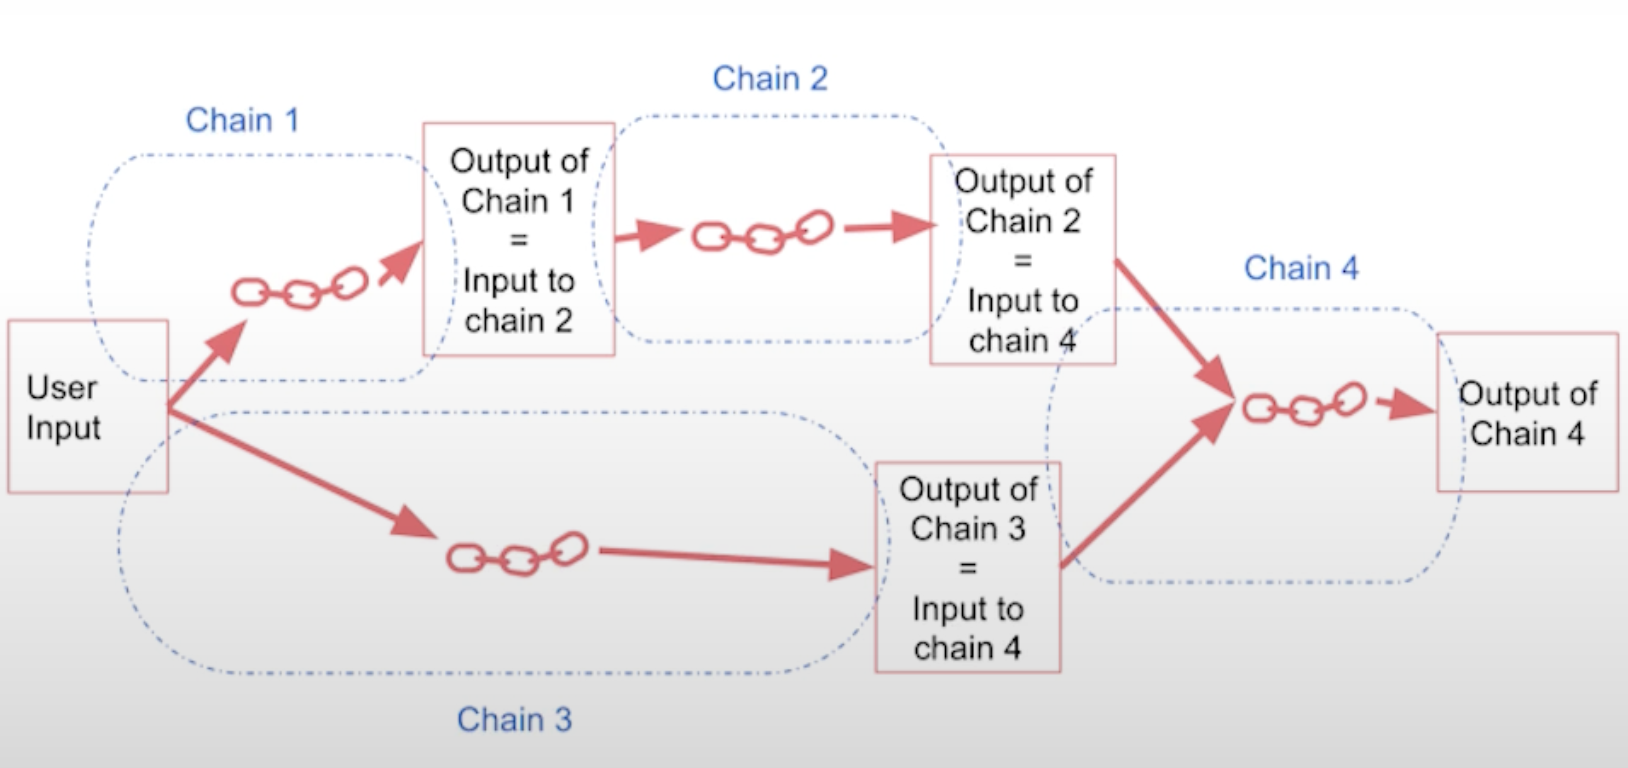 Chain 1
Chain 2
Output of
Chain 1
=
Input to
chain 2
Output of
Chain 2
=
Input to
chain 4
Chain 4
User
Input
Output of
Chain 4
Output of
Chain 3
=
Input to
chain 4
Chain 3